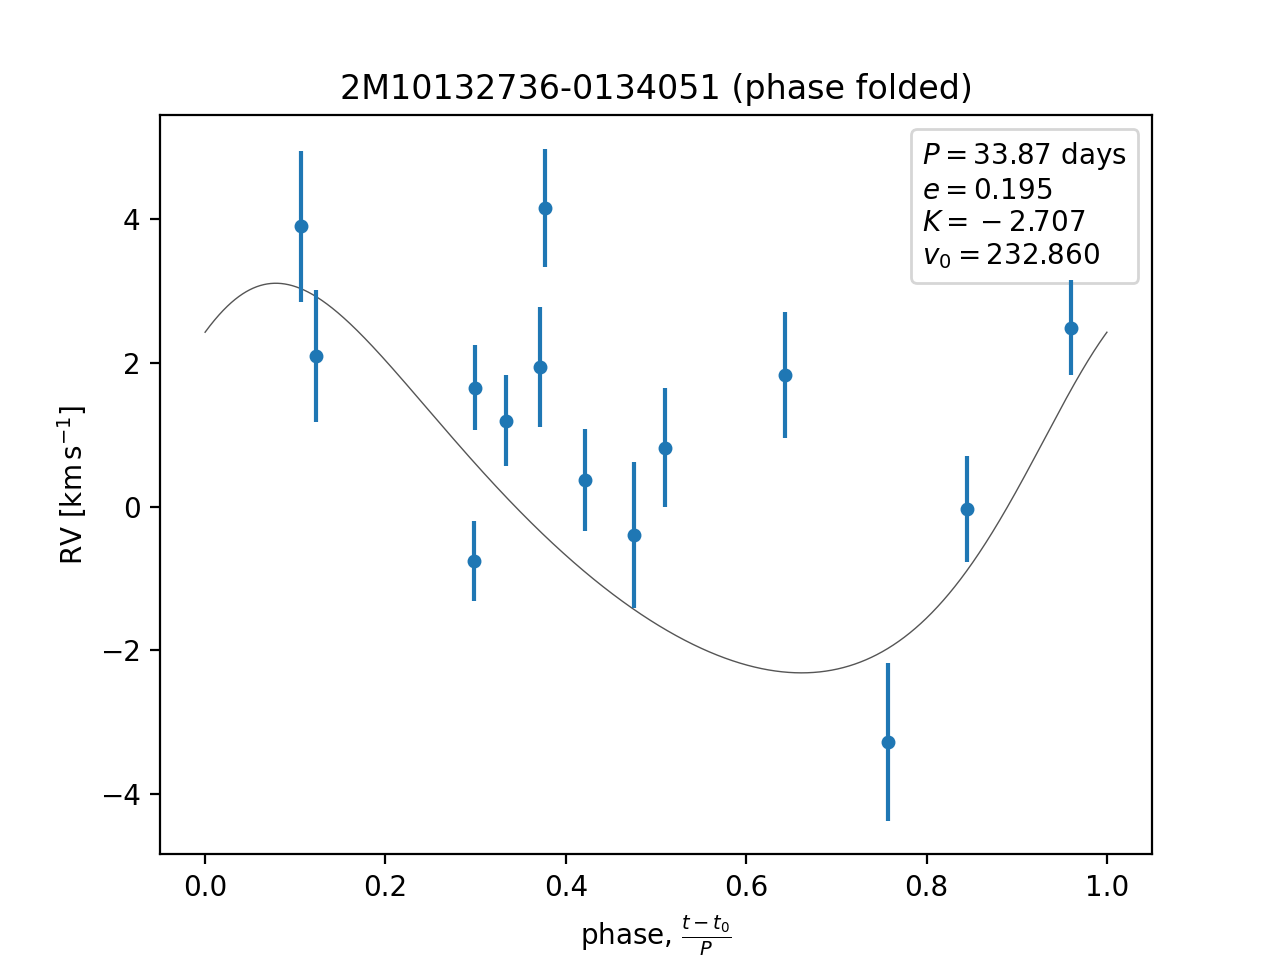 2M10132736-0134051 (phase folded)
P = 33.87 days
e = 0.195
K = −2.707
v₀ = 232.860
RV [km s⁻¹]
4
2
0
−2
−4
0.0 0.2 0.4 0.6 0.8 1.0
phase, (t − t₀)/P